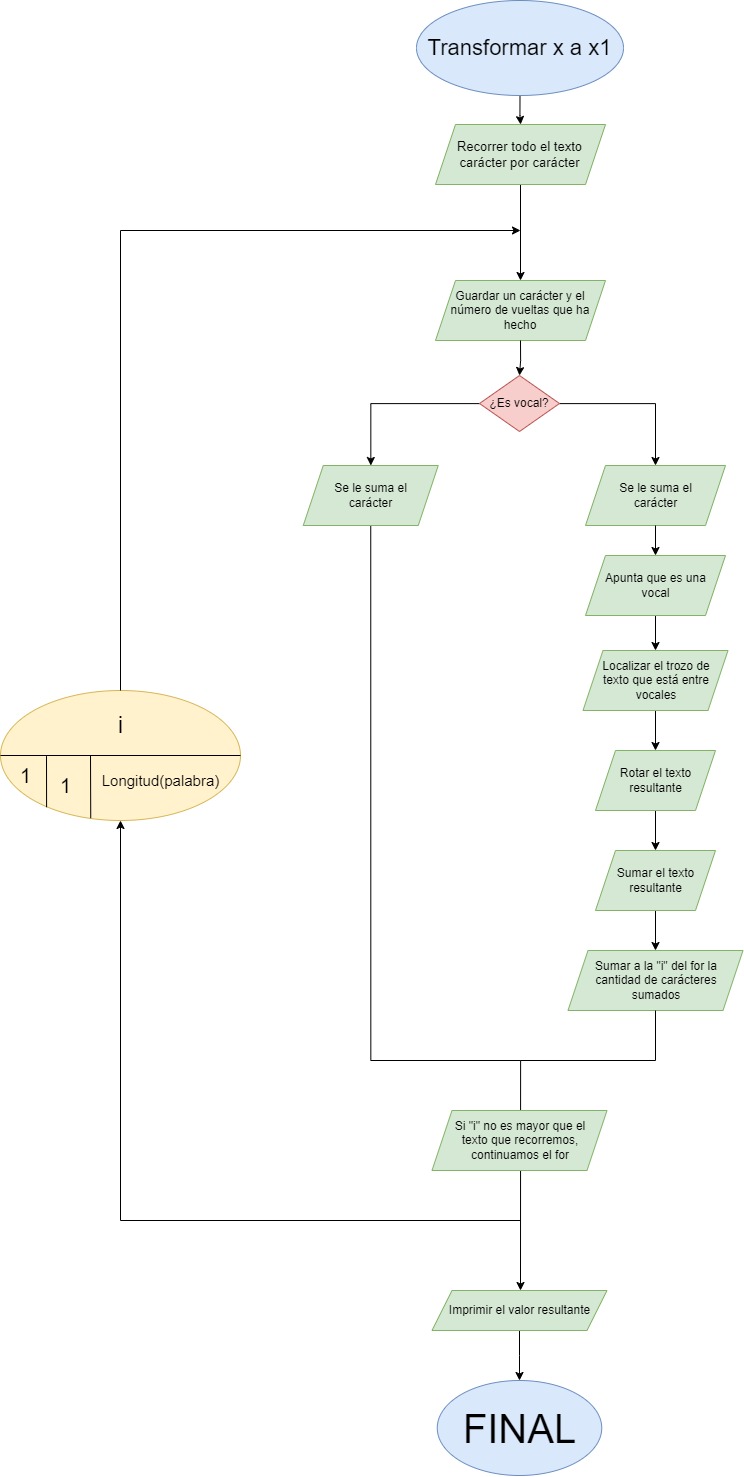 Transformar x a x1
Recorrer todo el texto
carácter por carácter
Guardar un carácter y el
número de vueltas que ha
hecho
¿Es vocal?
Se le suma el
carácter
Se le suma el
carácter
Apunta que es una
vocal
Localizar el trozo de
texto que está entre
vocales
i
1
1
Longitud(palabra)
Rotar el texto
resultante
Sumar el texto
resultante
Sumar a la "i" del for la
cantidad de carácteres
sumados
Si "i" no es mayor que el
texto que recorremos,
continuamos el for
Imprimir el valor resultante
FINAL